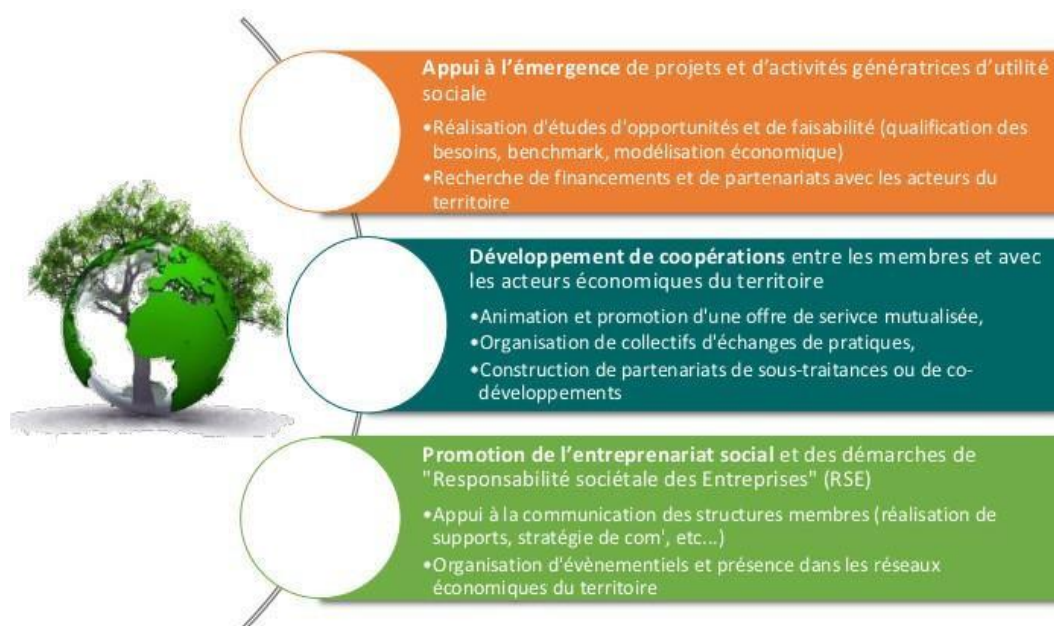 Appui à l'émergence de projets et d'activités génératrices d'utilité
sociale
•Réalisation d'études d'opportunités et de faisabilité (qualification des
besoins, benchmark, modélisation économique)
•Recherche de financements et de partenariats avec les acteurs du
territoire
Développement de coopérations entre les membres et avec
les acteurs économiques du territoire
•Animation et promotion d'une offre de serivce mutualisée,
•Organisation de collectifs d'échanges de pratiques,
•Construction de partenariats de sous-traitances ou de co-
développements
Promotion de l'entreprenariat social et des démarches de
"Responsabilité sociétale des Entreprises" (RSE)
•Appui à la communication des structures membres (réalisation de
supports, stratégie de com', etc...)
•Organisation d'évènementiels et présence dans les réseaux
économiques du territoire